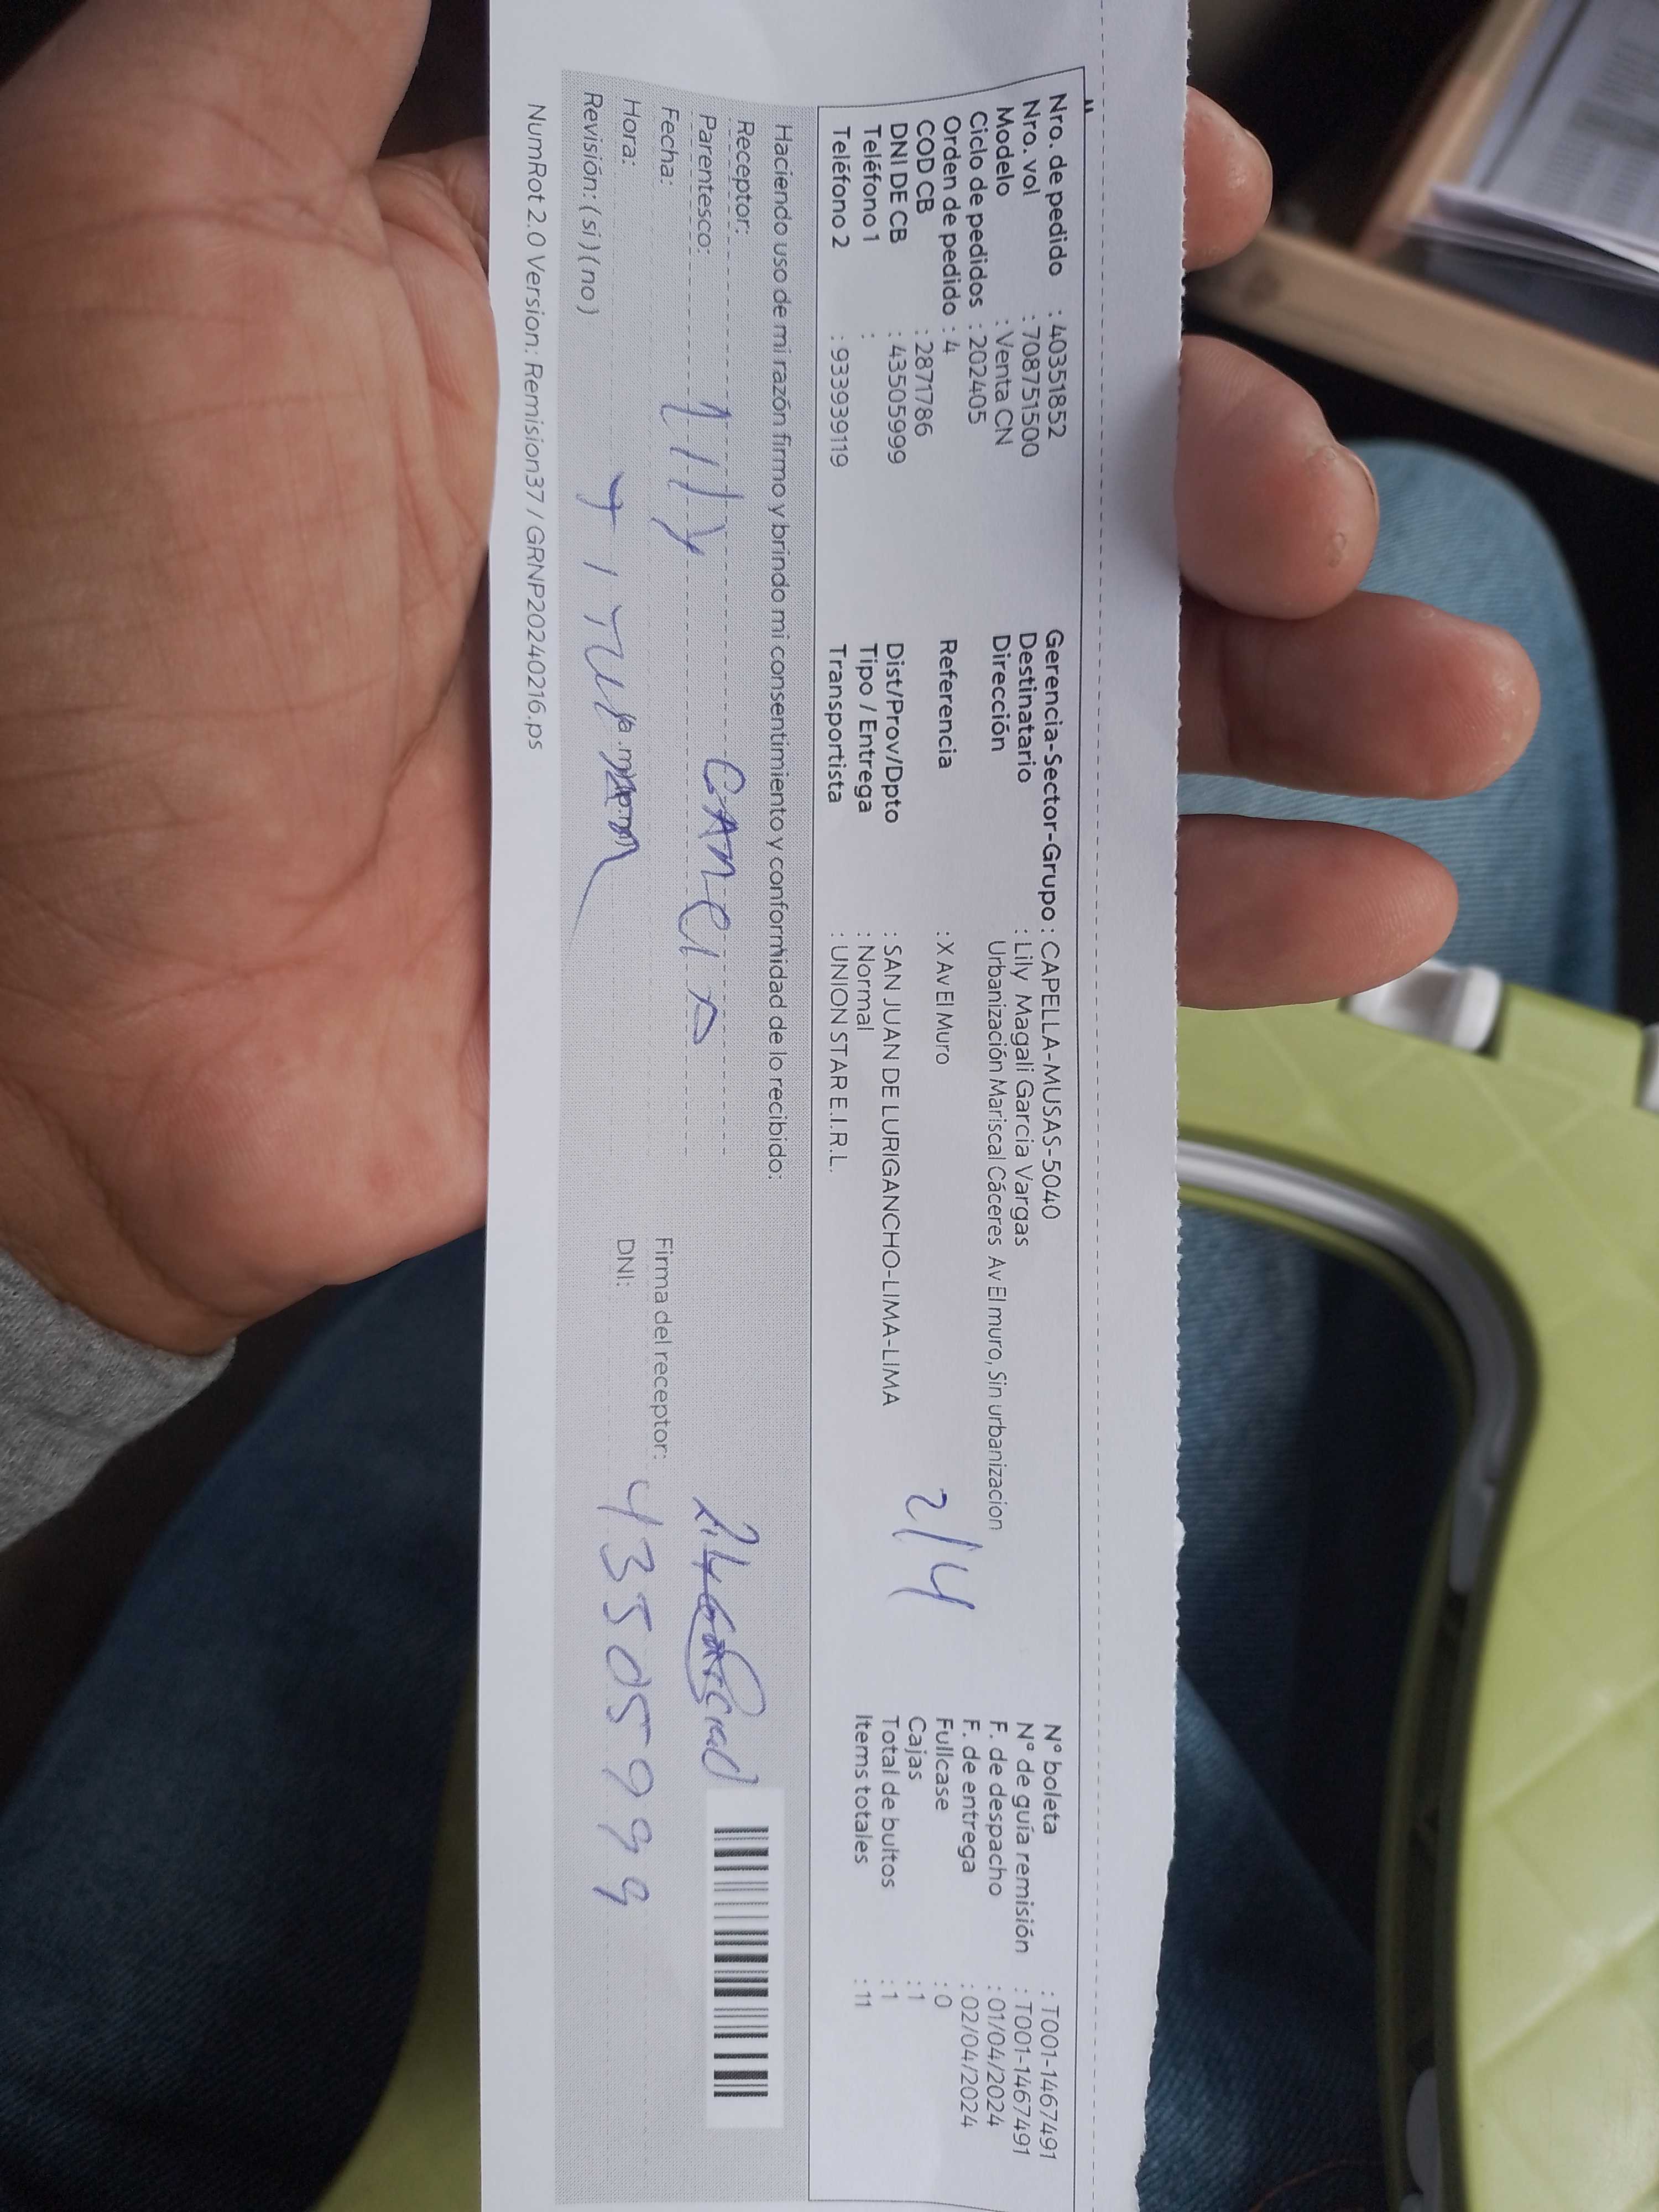 Nro. de pedido : 40351852
Nro. vol : 708751500
Modelo : Venta CN
Ciclo de pedidos : 202405
Orden de pedido : 4
COD CB : 2871786
DNI DE CB : 43505999
Teléfono 1 :
Teléfono 2 : 933939119
Gerencia-Sector-Grupo : CAPELLA-MUSAS-5040
Destinatario : Lily Magali Garcia Vargas
Dirección Urbanización Mariscal Cáceres Av El muro, Sin urbanizacion
Referencia : X Av El Muro
Dist/Prov/Dpto : SAN JUAN DE LURIGANCHO-LIMA-LIMA
Tipo / Entrega : Normal
Transportista : UNION STAR E.I.R.L.
2/4
N° boleta : T001-1467491
N° de guía remisión : T001-1467491
F. de despacho : 01/04/2024
F. de entrega : 02/04/2024
Fullcase : 0
Cajas : 1
Total de bultos : 1
Items totales : 11
Haciendo uso de mi razón firmo y brindo mi consentimiento y conformidad de lo recibido:
Receptor:
Parentesco:
Fecha:
Hora: a.m/p.m
Revisión: ( si ) ( no )
Firma del receptor:
DNI: 43505999
NumRot 2.0 Version: Remision37 / GRNP20240216.ps